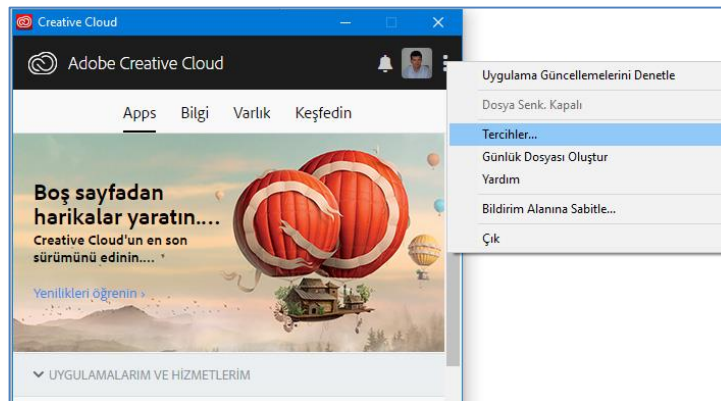 Creative Cloud
Adobe Creative Cloud
Apps Bilgi Varlık Keşfedin
Boş sayfadan
harikalar yaratın....
Creative Cloud'un en son
sürümünü edinin....
Yenilikleri öğrenin ›
UYGULAMALARIM VE HİZMETLERİM
Uygulama Güncellemelerini Denetle
Dosya Senk. Kapalı
Tercihler...
Günlük Dosyası Oluştur
Yardım
Bildirim Alanına Sabitle...
Çık